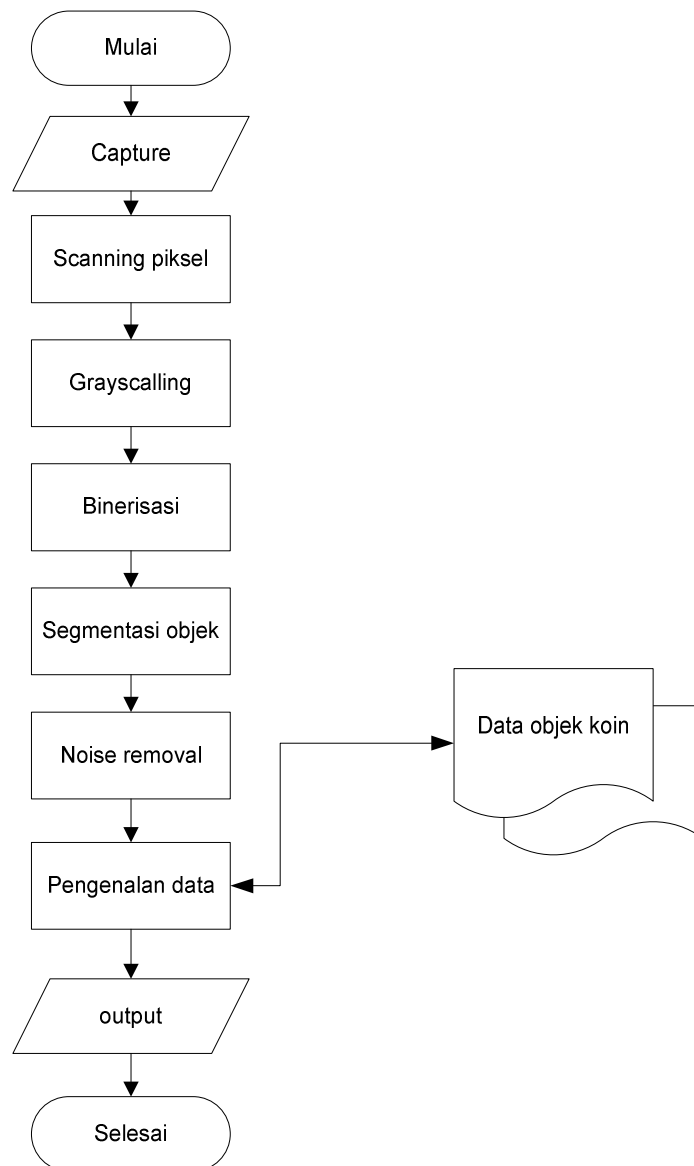 Mulai
Capture
Scanning piksel
Grayscalling
Binerisasi
Segmentasi objek
Noise removal
Data objek koin
Pengenalan data
output
Selesai